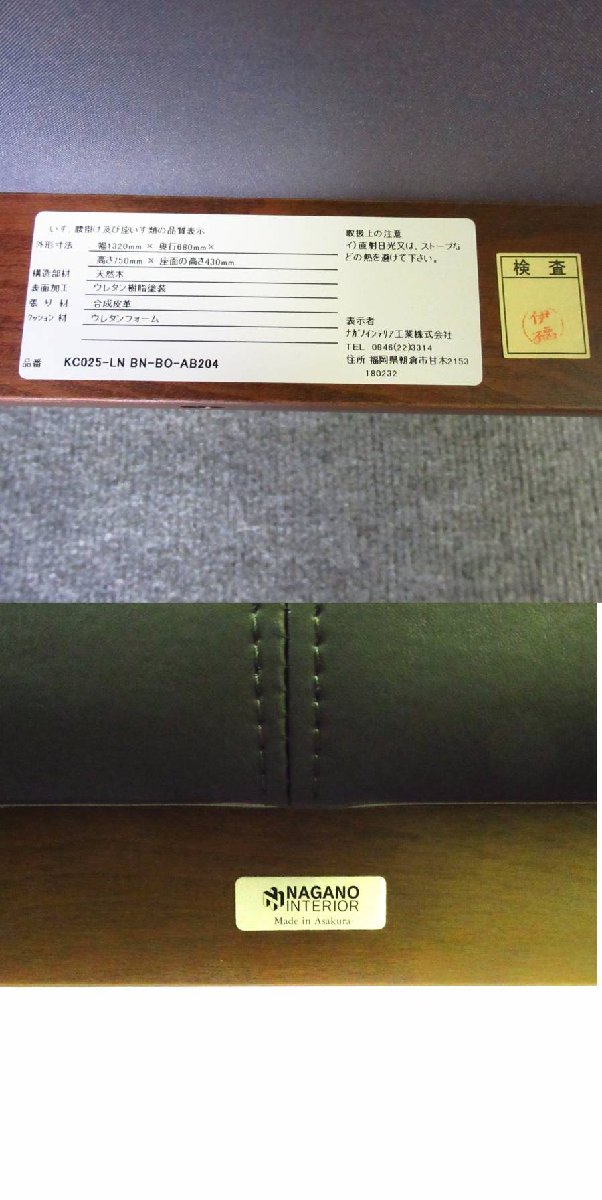 いす、腰掛け及び座いす類の品質表示
外形寸法 幅1320mm × 奥行680mm×
高さ750mm × 座面の高さ430mm
構造部材 天然木
表面加工 ウレタン樹脂塗装
張り材 合成皮革
クッション材 ウレタンフォーム
品番 KC025-LN BN-BO-AB204
取扱上の注意
イ)直射日光又は、ストーブな
どの熱を避けて下さい。
表示者
ナガノインテリア工業株式会社
TEL 0946(22)3314
住所 福岡県朝倉市甘木2153
180232
検査
伊
NAGANO
INTERIOR
Made in Asakura